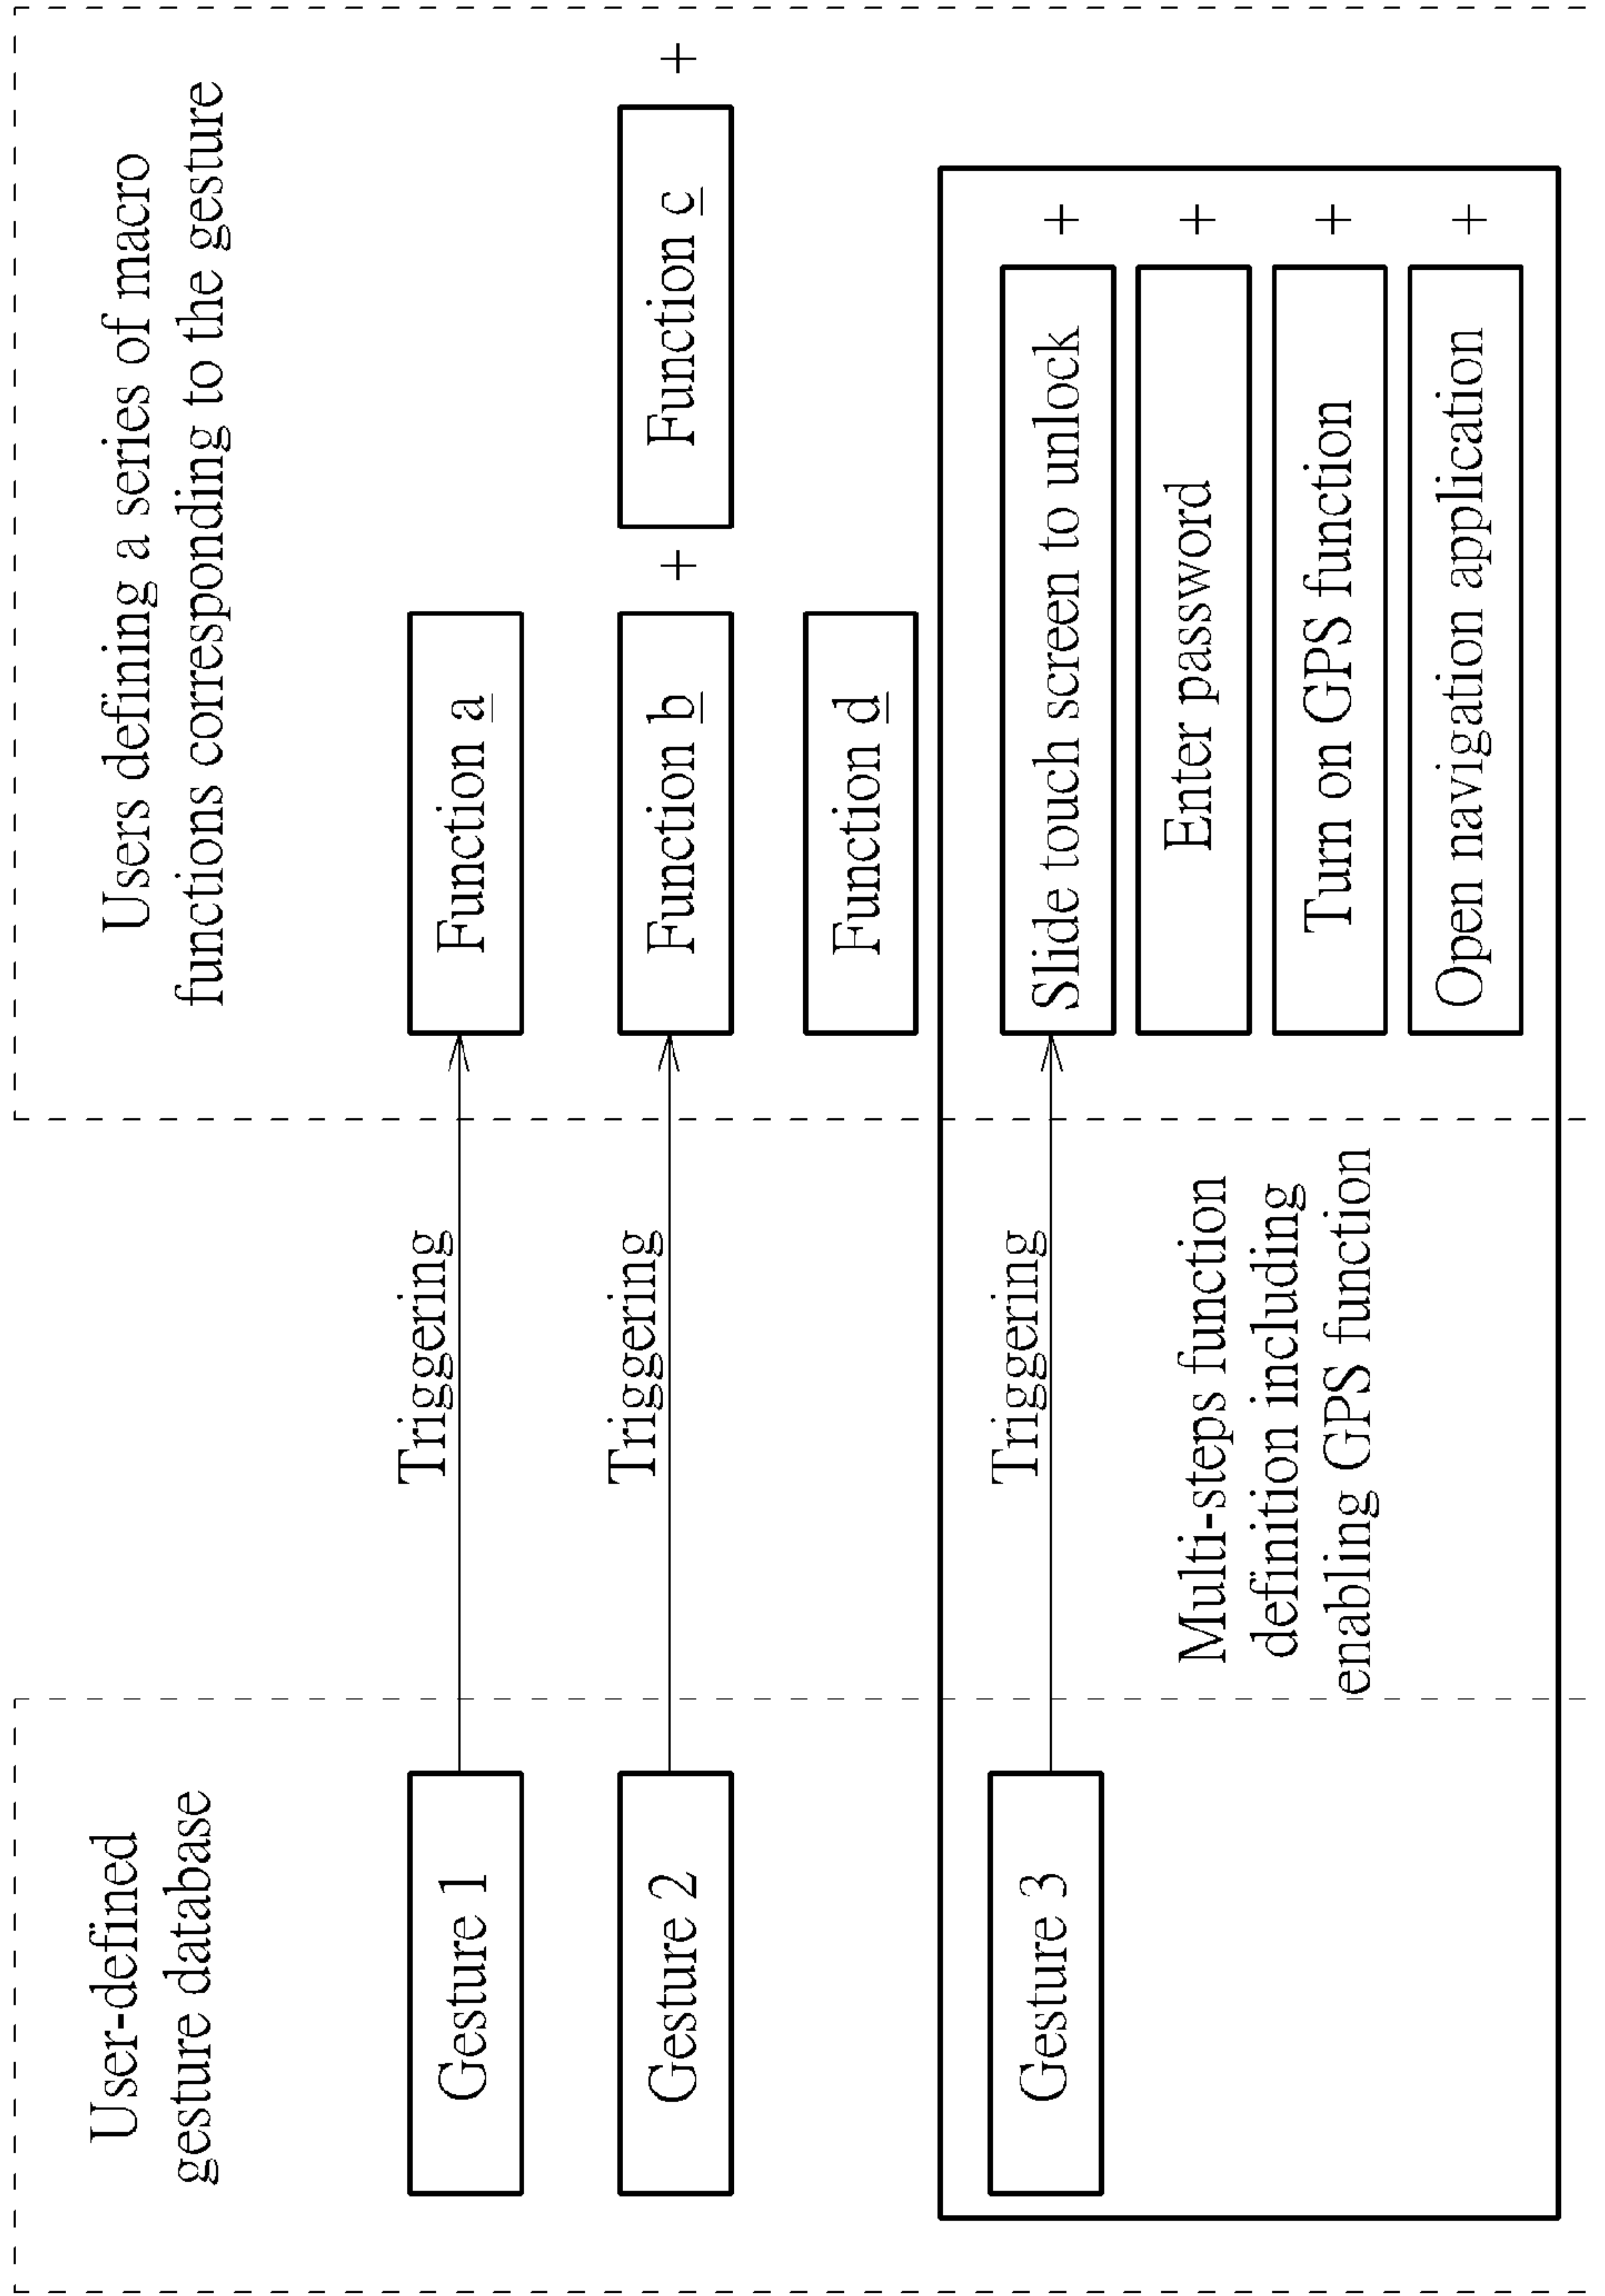 User-defined
gesture database
Users defining a series of macro
functions corresponding to the gesture
Gesture 1
Triggering
Function a
Gesture 2
Triggering
Function b
+
Function c
+
Function d
Gesture 3
Triggering
Slide touch screen to unlock
+
Enter password
+
Turn on GPS function
+
Open navigation application
+
Multi-steps function
definition including
enabling GPS function